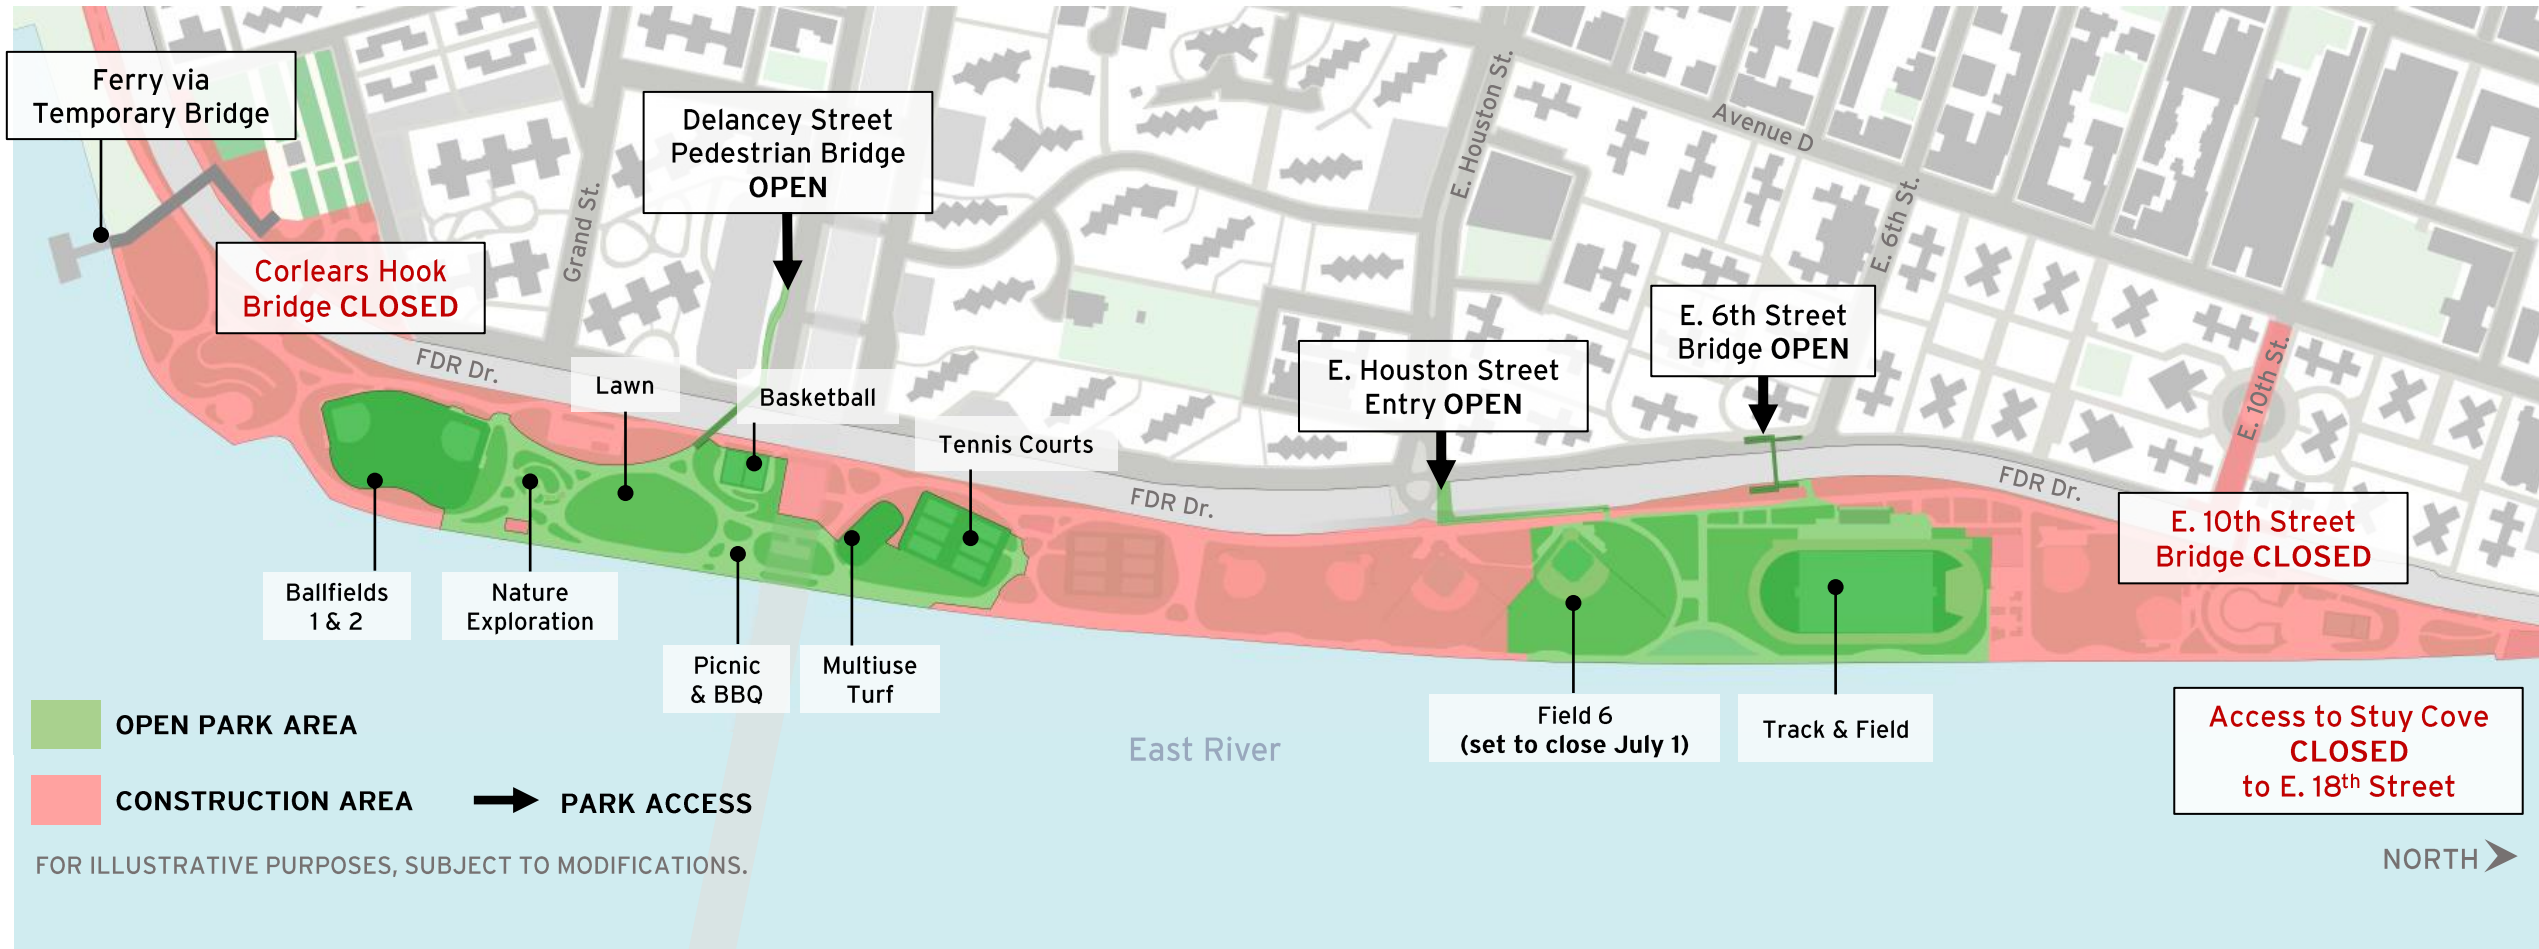 Ferry via
Temporary Bridge
Delancey Street
Pedestrian Bridge
OPEN
E. Houston St.
Avenue D
E. 6th St.
Grand St.
Corlears Hook
Bridge CLOSED
E. 6th Street
Bridge OPEN
E. Houston Street
Entry OPEN
E. 10th St.
FDR Dr.
Lawn
Basketball
Tennis Courts
FDR Dr.
FDR Dr.
E. 10th Street
Bridge CLOSED
Ballfields
1 & 2
Nature
Exploration
Picnic
& BBQ
Multiuse
Turf
Field 6
(set to close July 1)
Track & Field
East River
Access to Stuy Cove
CLOSED
to E. 18th Street
OPEN PARK AREA
CONSTRUCTION AREA
PARK ACCESS
FOR ILLUSTRATIVE PURPOSES, SUBJECT TO MODIFICATIONS.
NORTH